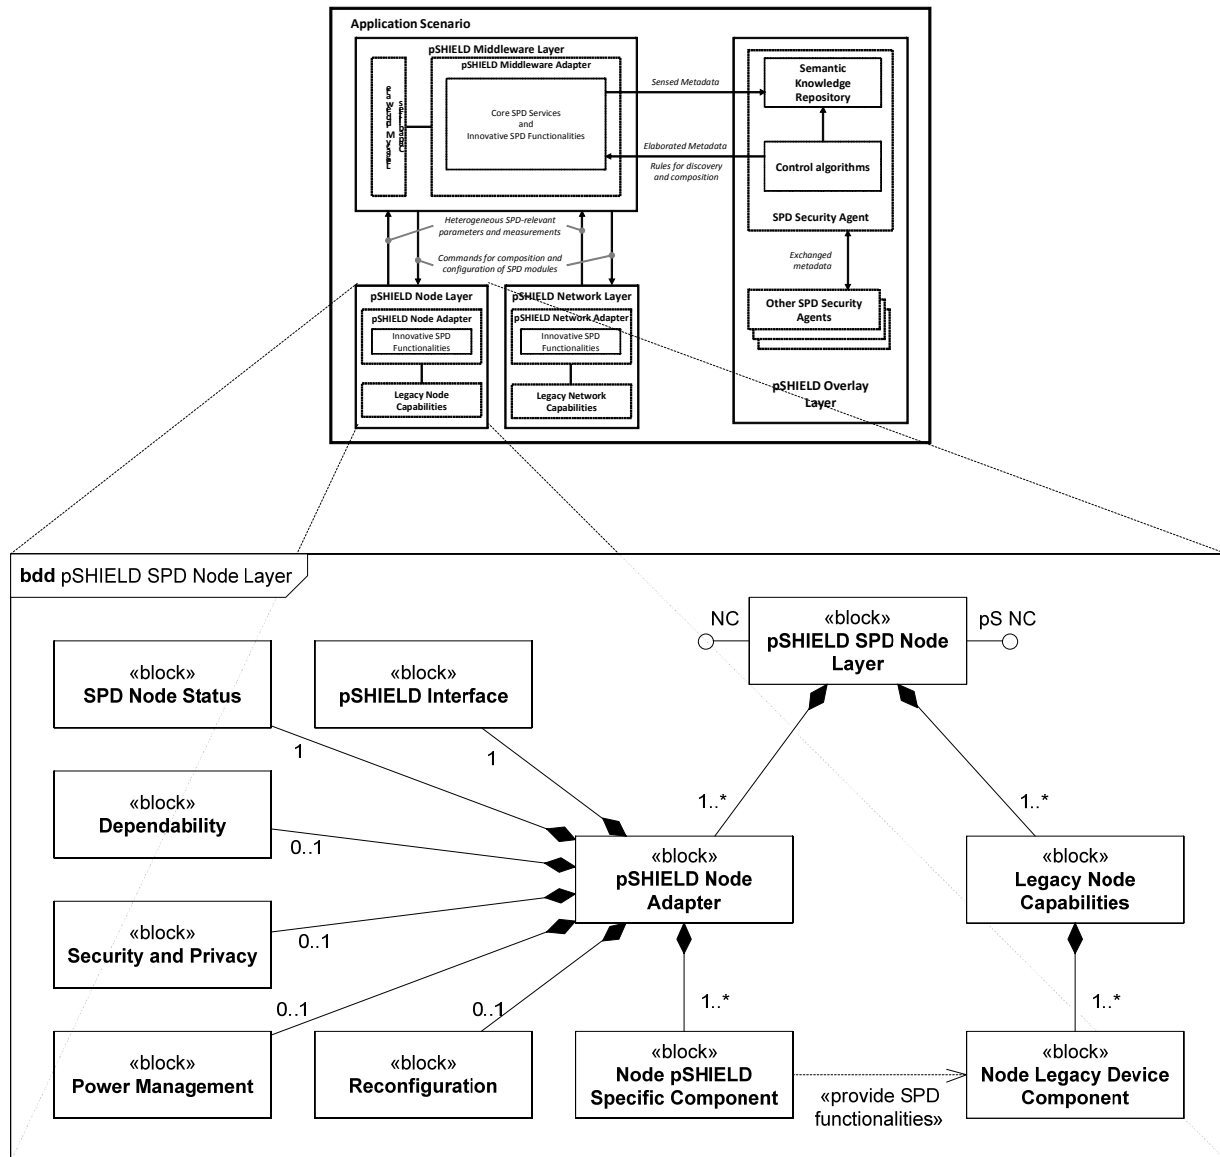 Application Scenario
pSHIELD Middleware Layer
pSHIELD Middleware Adapter
Core SPD Services
and
Innovative SPD Functionalities
Sensed Metadata
Elaborated Metadata
Rules for discovery
and composition
Semantic
Knowledge
Repository
Control algorithms
SPD Security Agent
Exchanged
metadata
Other SPD Security
Agents
pSHIELD Overlay
Layer
Heterogeneous SPD-relevant
parameters and measurements
Commands for composition and
configuration of SPD modules
pSHIELD Node Layer
pSHIELD Node Adapter
Innovative SPD
Functionalities
Legacy Node
Capabilities
pSHIELD Network Layer
pSHIELD Network Adapter
Innovative SPD
Functionalities
Legacy Network
Capabilities
bdd pSHIELD SPD Node Layer
NC
«block»
pSHIELD SPD Node
Layer
pS NC
«block»
SPD Node Status
«block»
pSHIELD Interface
1
1
«block»
Dependability
0..1
1..*
1..*
«block»
pSHIELD Node
Adapter
«block»
Legacy Node
Capabilities
«block»
Security and Privacy
0..1
0..1
0..1
1..*
1..*
«block»
Power Management
«block»
Reconfiguration
«block»
Node pSHIELD
Specific Component
«provide SPD
functionalities»
«block»
Node Legacy Device
Component